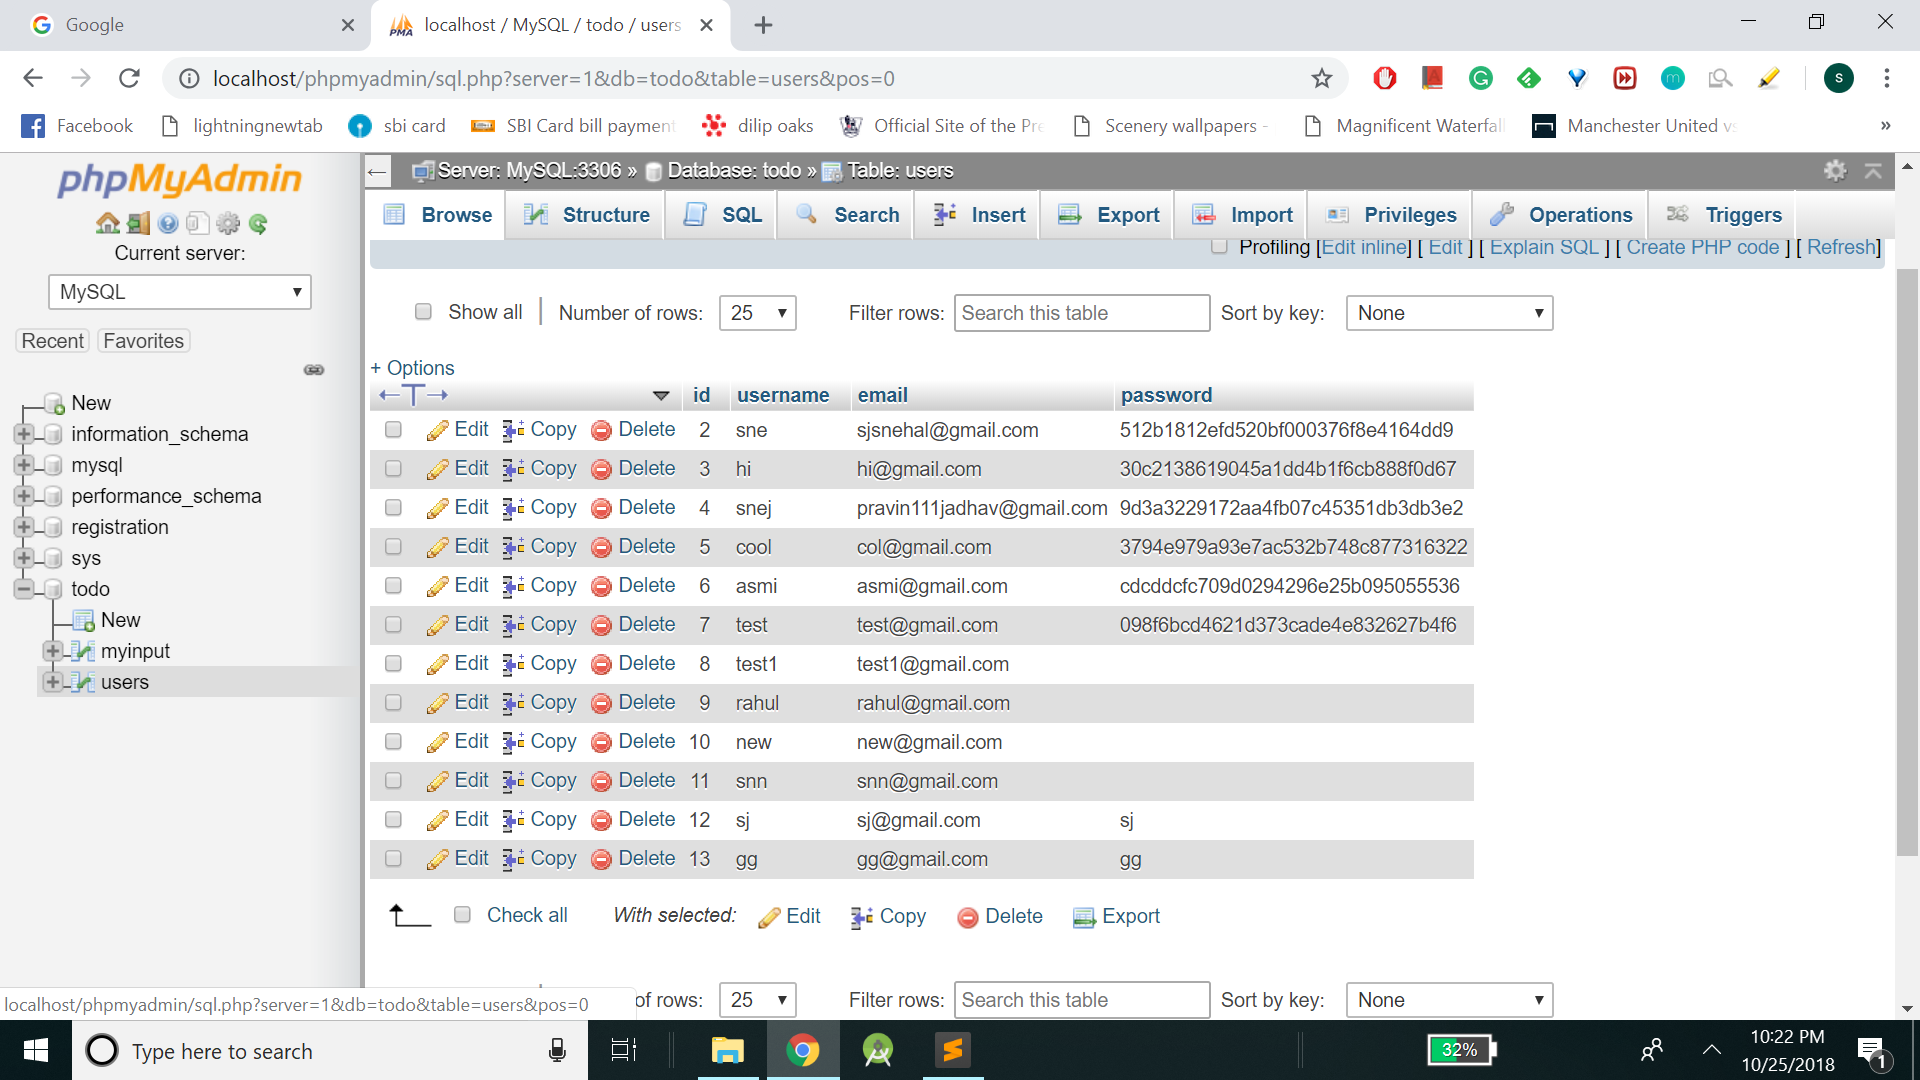 Google
localhost / MySQL / todo / users
localhost/phpmyadmin/sql.php?server=1&db=todo&table=users&pos=0
s
Facebook lightningnewtab sbi card SBI Card bill payment dilip oaks Official Site of the Pre Scenery wallpapers - Magnificent Waterfall Manchester United vs »
phpMyAdmin
Current server:
MySQL
Recent Favorites
New
information_schema
mysql
performance_schema
registration
sys
todo
New
myinput
users
Server: MySQL:3306 » Database: todo » Table: users
Browse Structure SQL Search Insert Export Import Privileges Operations Triggers
Profiling [Edit inline] [ Edit ] [ Explain SQL ] [ Create PHP code ] [ Refresh]
Show all Number of rows: 25 Filter rows: Search this table Sort by key: None
+ Options
←T→ id username email password
Edit Copy Delete 2 sne sjsnehal@gmail.com 512b1812efd520bf000376f8e4164dd9
Edit Copy Delete 3 hi hi@gmail.com 30c2138619045a1dd4b1f6cb888f0d67
Edit Copy Delete 4 snej pravin111jadhav@gmail.com 9d3a3229172aa4fb07c45351db3db3e2
Edit Copy Delete 5 cool col@gmail.com 3794e979a93e7ac532b748c877316322
Edit Copy Delete 6 asmi asmi@gmail.com cdcddcfc709d0294296e25b095055536
Edit Copy Delete 7 test test@gmail.com 098f6bcd4621d373cade4e832627b4f6
Edit Copy Delete 8 test1 test1@gmail.com
Edit Copy Delete 9 rahul rahul@gmail.com
Edit Copy Delete 10 new new@gmail.com
Edit Copy Delete 11 snn snn@gmail.com
Edit Copy Delete 12 sj sj@gmail.com sj
Edit Copy Delete 13 gg gg@gmail.com gg
Check all With selected: Edit Copy Delete Export
of rows: 25 Filter rows: Search this table Sort by key: None
localhost/phpmyadmin/sql.php?server=1&db=todo&table=users&pos=0
Type here to search
32%
10:22 PM
10/25/2018
1